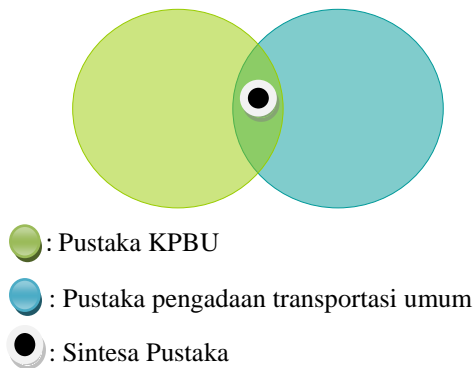 : Pustaka KPBU
: Pustaka pengadaan transportasi umum
: Sintesa Pustaka